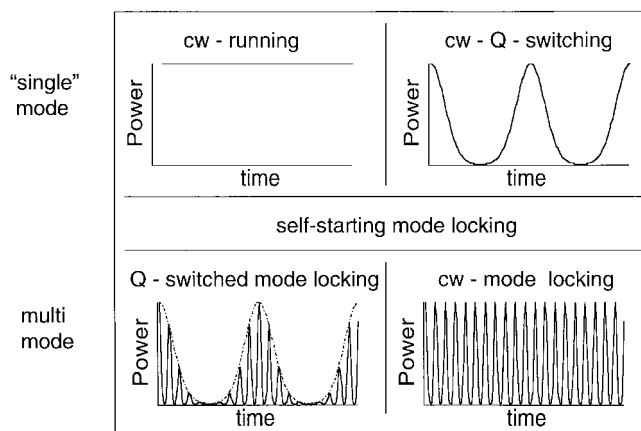 cw - running
cw - Q - switching
"single"
mode
Power
time
Power
time
self-starting mode locking
Q - switched mode locking
cw - mode locking
multi
mode
Power
time
Power
time